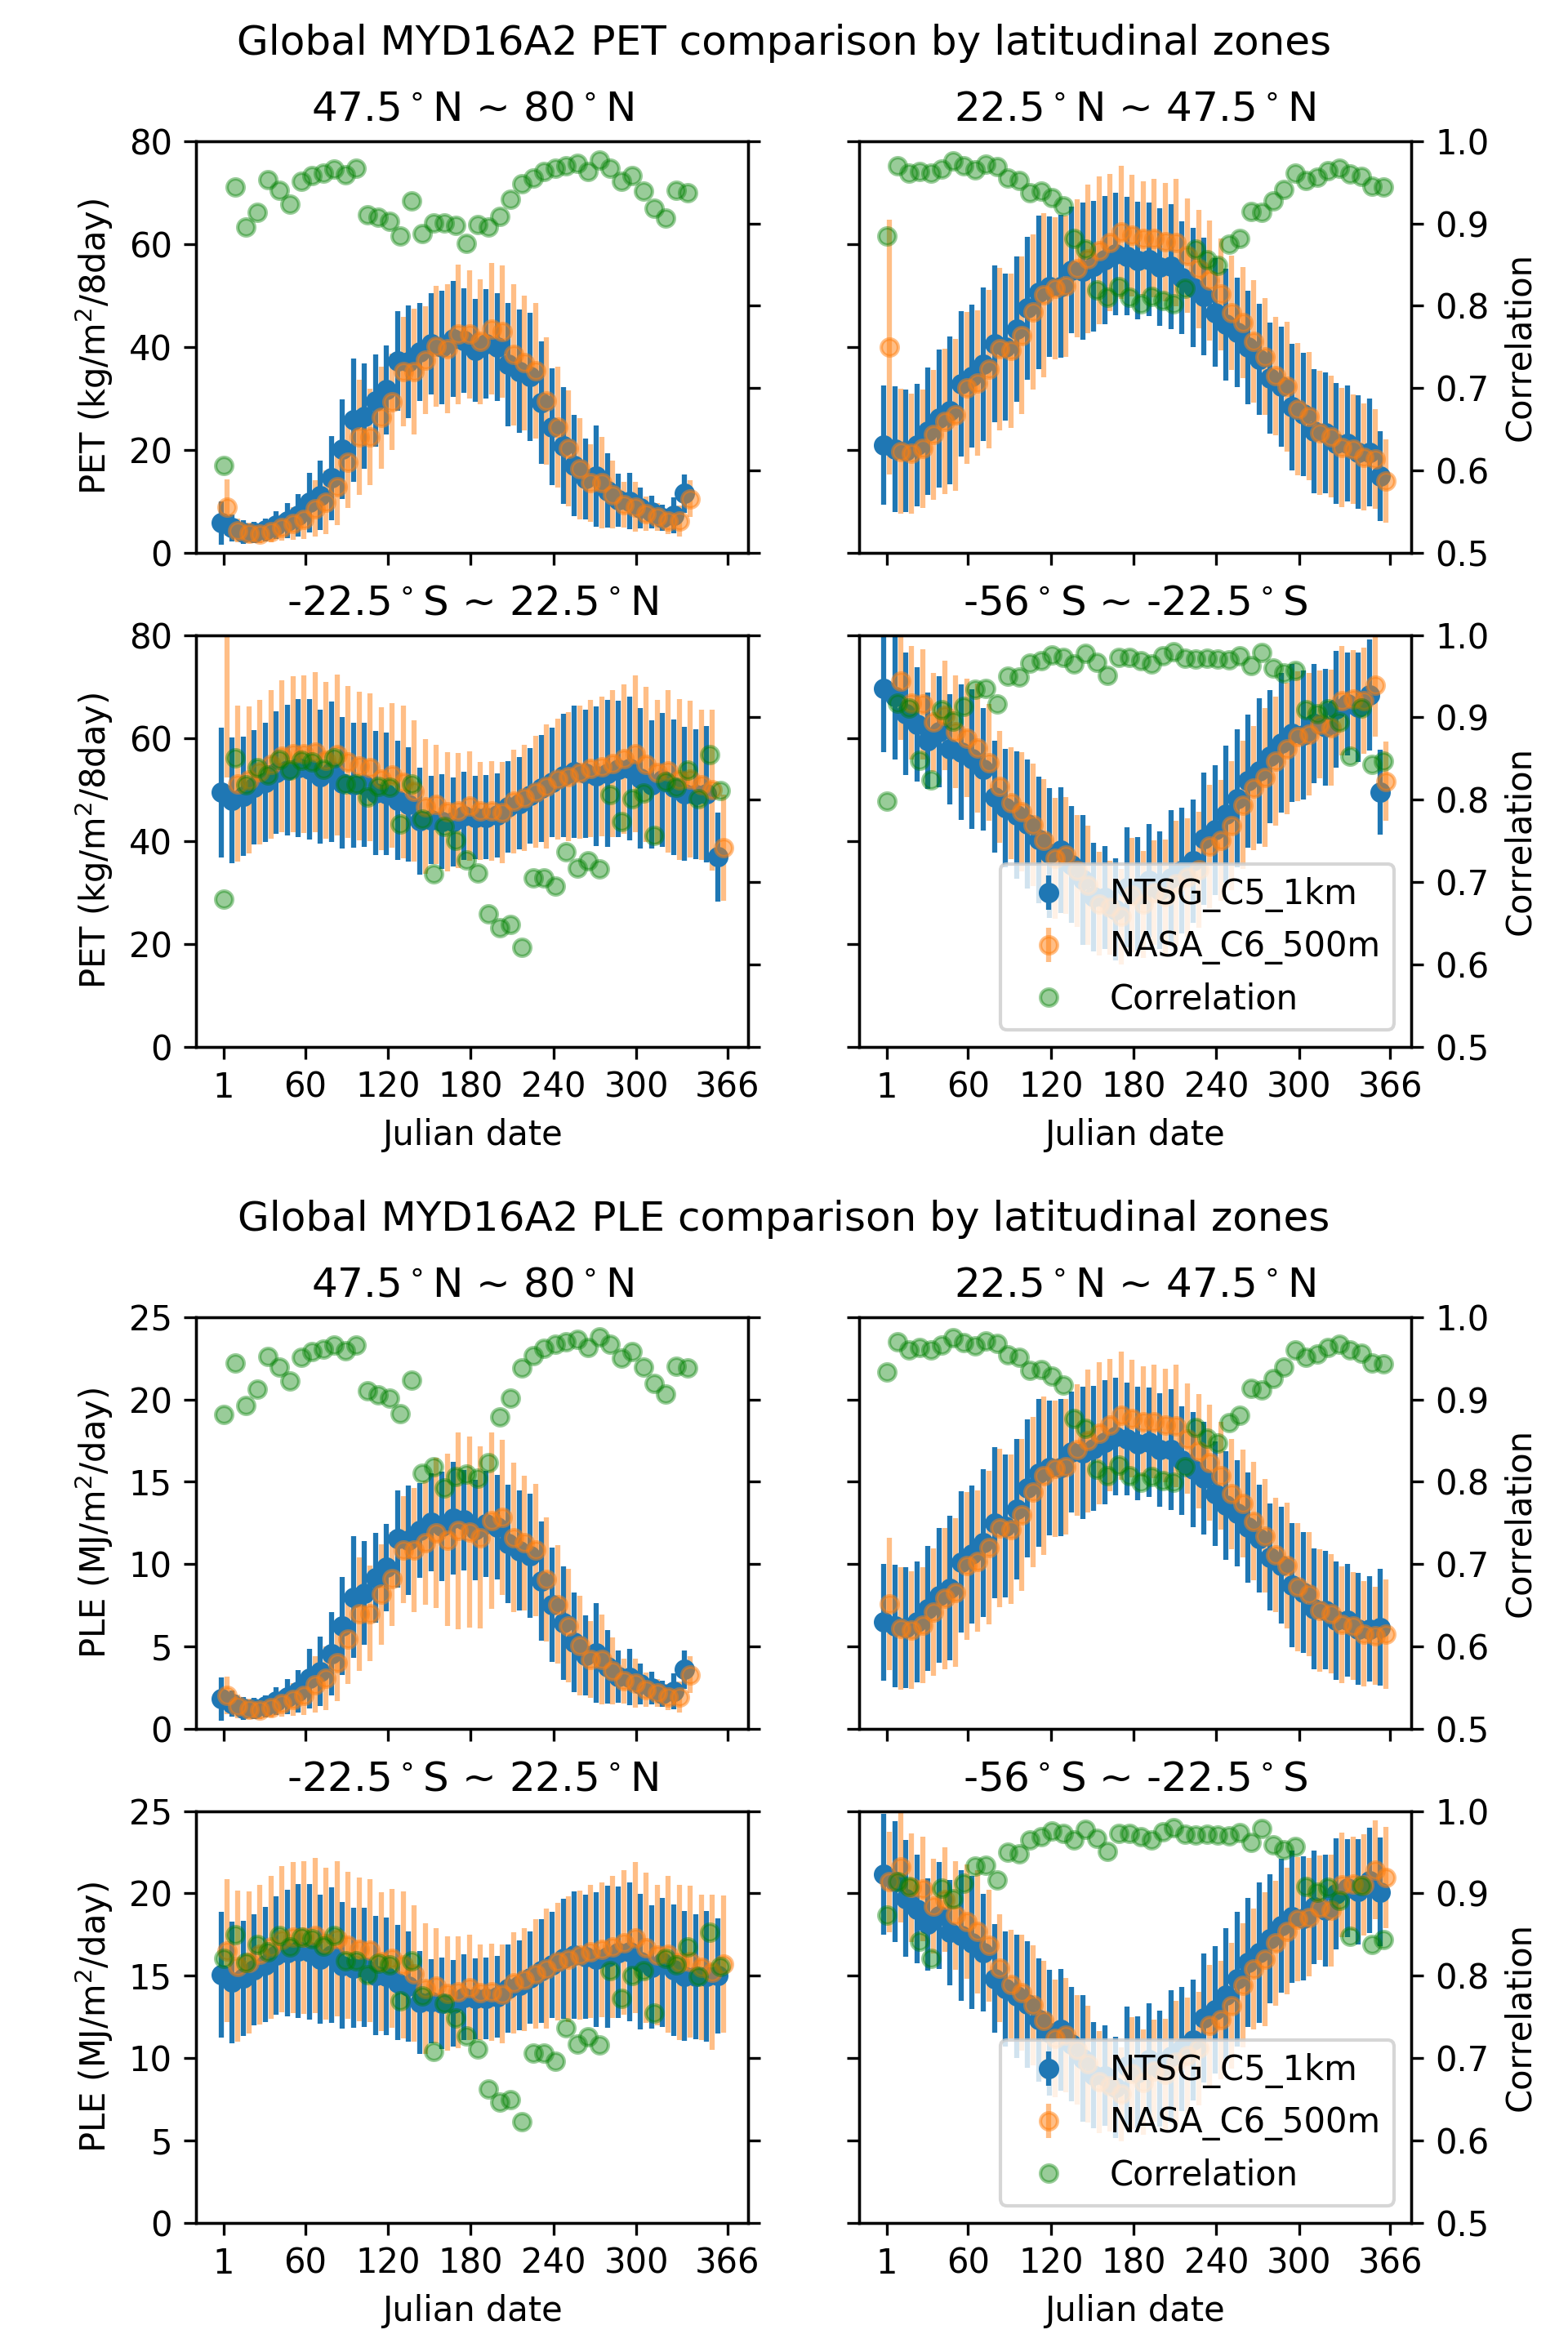 Global MYD16A2 PET comparison by latitudinal zones
47.5°N ~ 80°N
22.5°N ~ 47.5°N
80
60
40
20
0
PET (kg/m²/8day)
1.0
0.9
0.8
0.7
0.6
0.5
Correlation
-22.5°S ~ 22.5°N
-56°S ~ -22.5°S
80
60
40
20
0
PET (kg/m²/8day)
1.0
0.9
0.8
0.7
0.6
0.5
Correlation
NTSG_C5_1km
NASA_C6_500m
Correlation
1 60 120 180 240 300 366
1 60 120 180 240 300 366
Julian date
Julian date
Global MYD16A2 PLE comparison by latitudinal zones
47.5°N ~ 80°N
22.5°N ~ 47.5°N
25
20
15
10
5
0
PLE (MJ/m²/day)
1.0
0.9
0.8
0.7
0.6
0.5
Correlation
-22.5°S ~ 22.5°N
-56°S ~ -22.5°S
25
20
15
10
5
0
PLE (MJ/m²/day)
1.0
0.9
0.8
0.7
0.6
0.5
Correlation
NTSG_C5_1km
NASA_C6_500m
Correlation
1 60 120 180 240 300 366
1 60 120 180 240 300 366
Julian date
Julian date